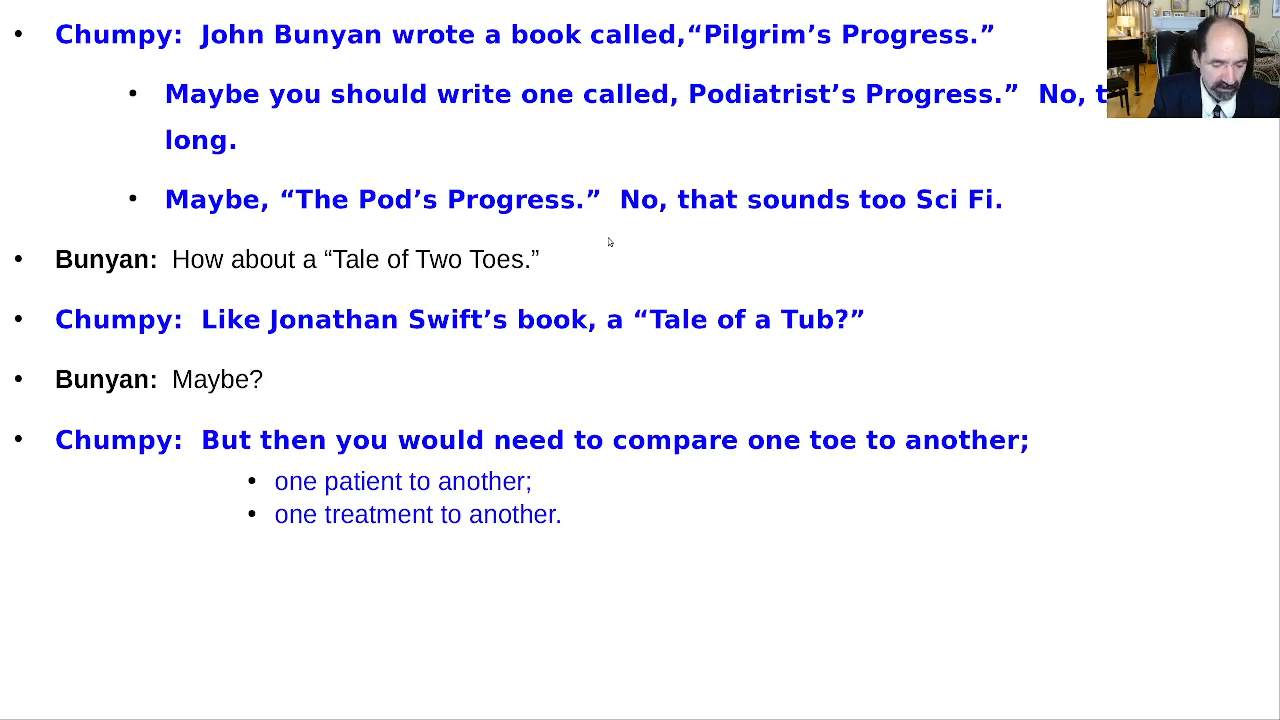 • Chumpy: John Bunyan wrote a book called,“Pilgrim’s Progress.”
• Maybe you should write one called, Podiatrist’s Progress.” No,
long.
• Maybe, “The Pod’s Progress.” No, that sounds too Sci Fi.
• Bunyan: How about a “Tale of Two Toes.”
• Chumpy: Like Jonathan Swift’s book, a “Tale of a Tub?”
• Bunyan: Maybe?
• Chumpy: But then you would need to compare one toe to another;
• one patient to another;
• one treatment to another.